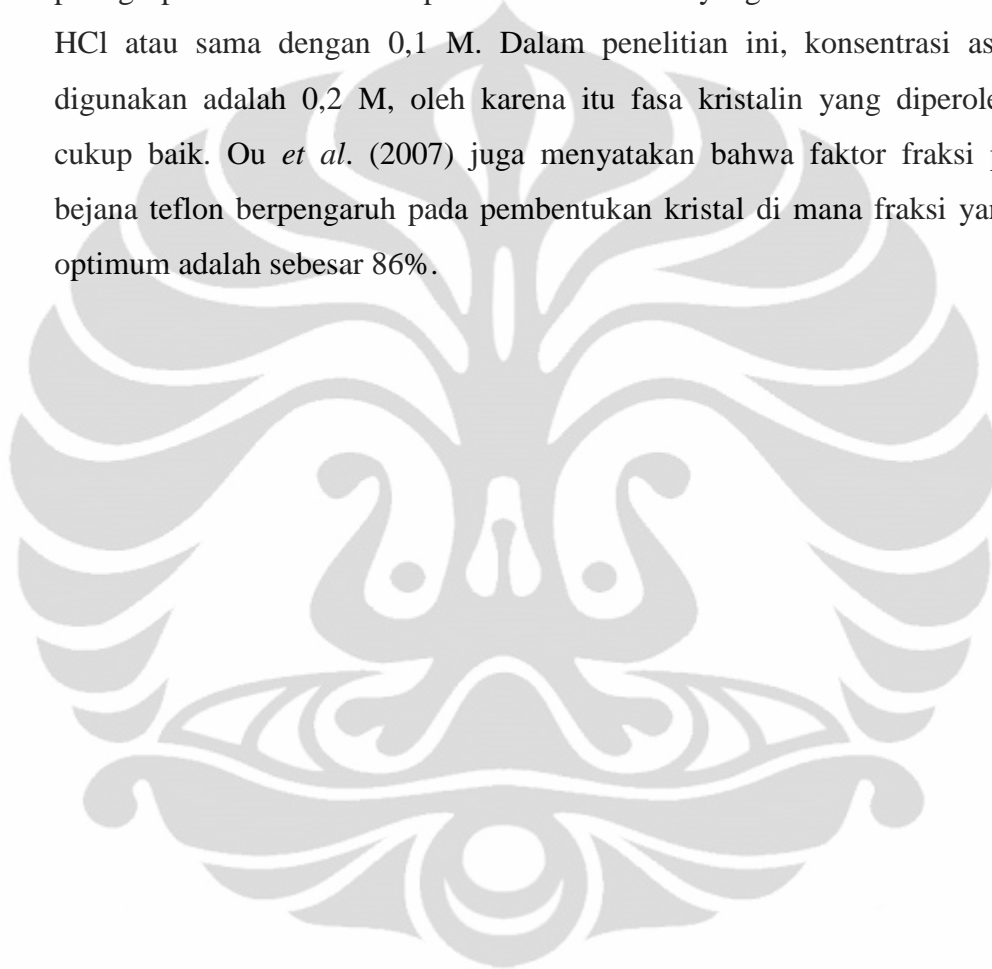 HCl atau sama dengan 0,1 M. Dalam penelitian ini, konsentrasi as
digunakan adalah 0,2 M, oleh karena itu fasa kristalin yang diperole
cukup baik. Ou et al. (2007) juga menyatakan bahwa faktor fraksi
bejana teflon berpengaruh pada pembentukan kristal di mana fraksi yan
optimum adalah sebesar 86%.